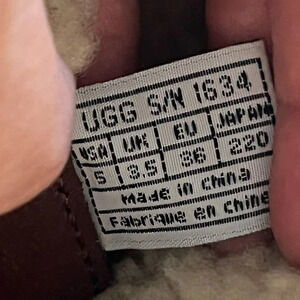 UGG S/N 1634
USA UK EU JAPAN
5 3.5 36 220
Made in China
Fabriqué en Chine